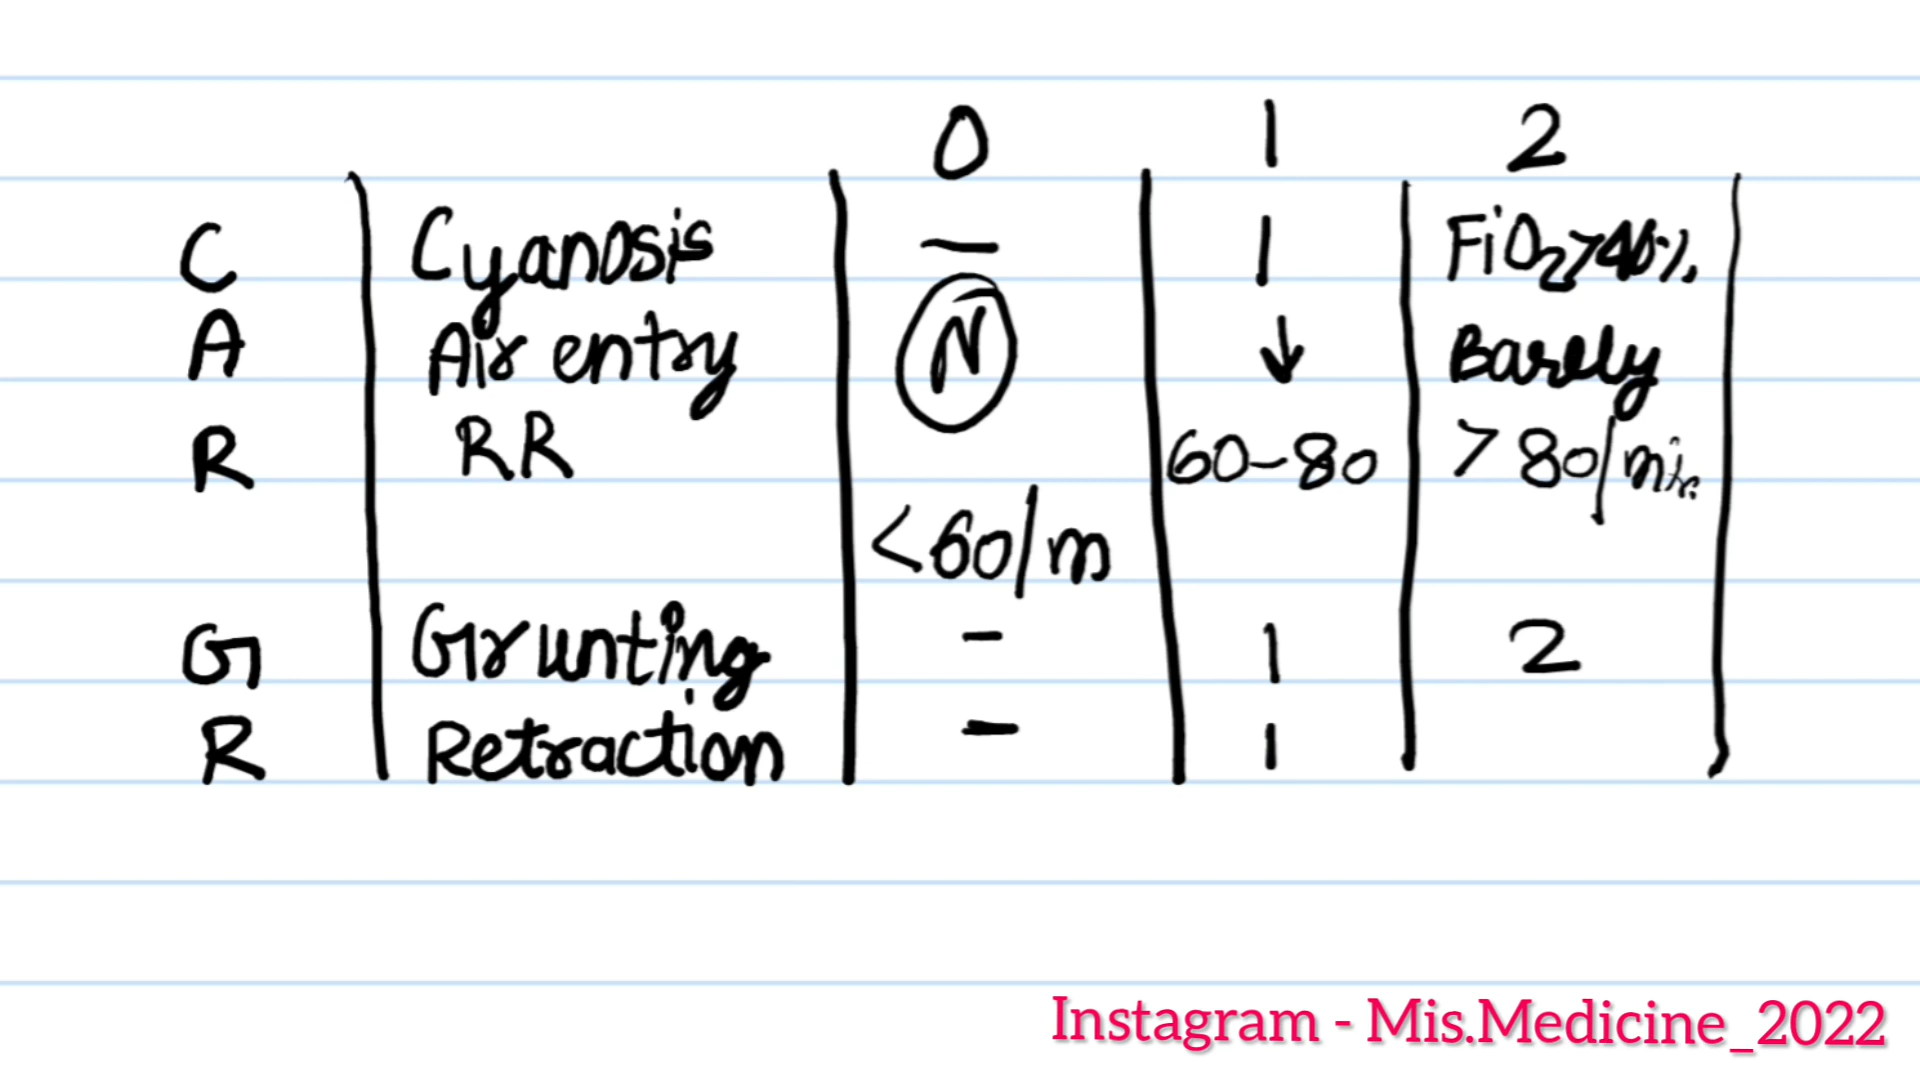 0 1 2
C Cyanosis — 1 FiO2>40%
A Air entry N ↓ Barely
R RR 60-80 >80/min
<60/m
G Grunting - 1 2
R Retraction - 1
Instagram - Mis.Medicine_2022